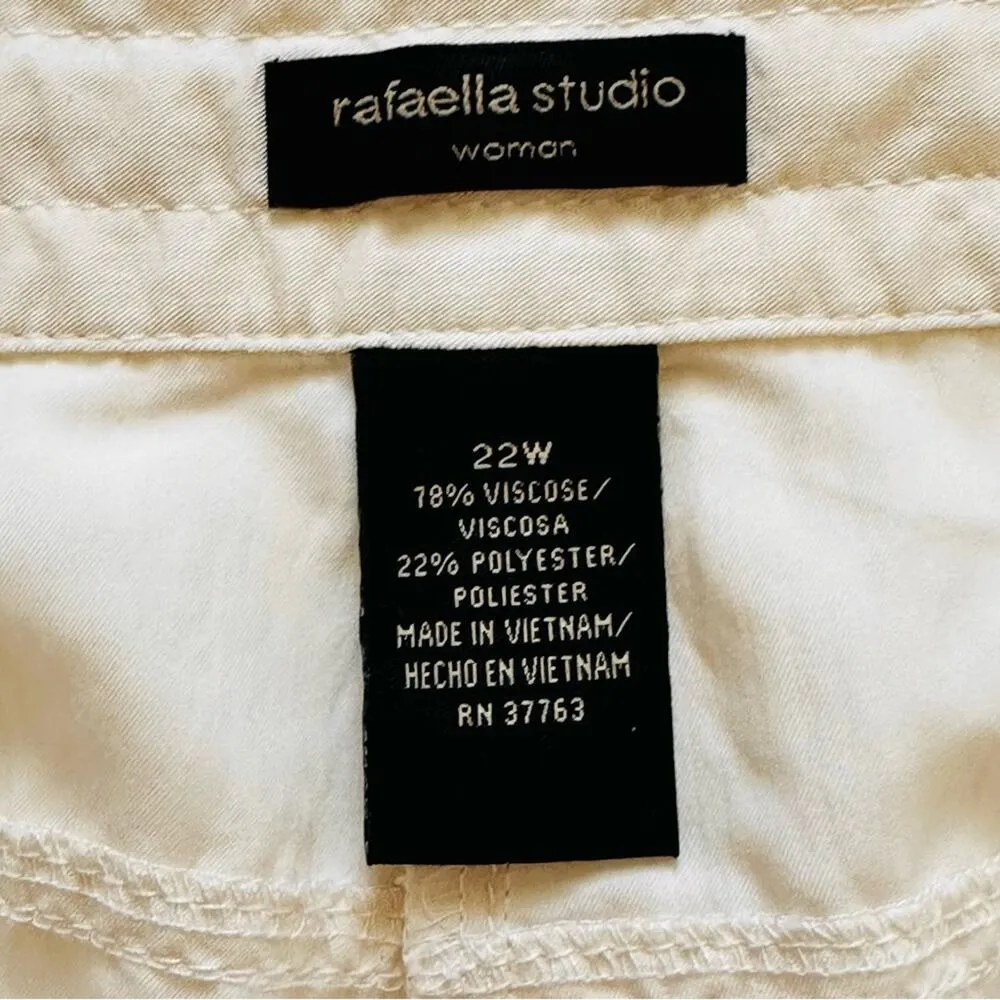 rafaella studio
woman
22W
78% VISCOSE/
VISCOSA
22% POLYESTER/
POLIESTER
MADE IN VIETNAM/
HECHO EN VIETNAM
RN 37763